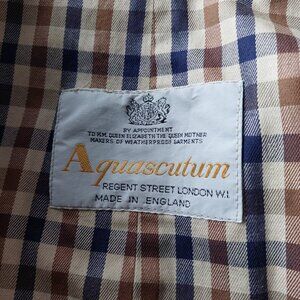 BY APPOINTMENT
TO H.M. QUEEN ELIZABETH THE QUEEN MOTHER
MAKERS OF WEATHERPROOF GARMENTS
Aquascutum
REGENT STREET LONDON W.1.
MADE IN ENGLAND